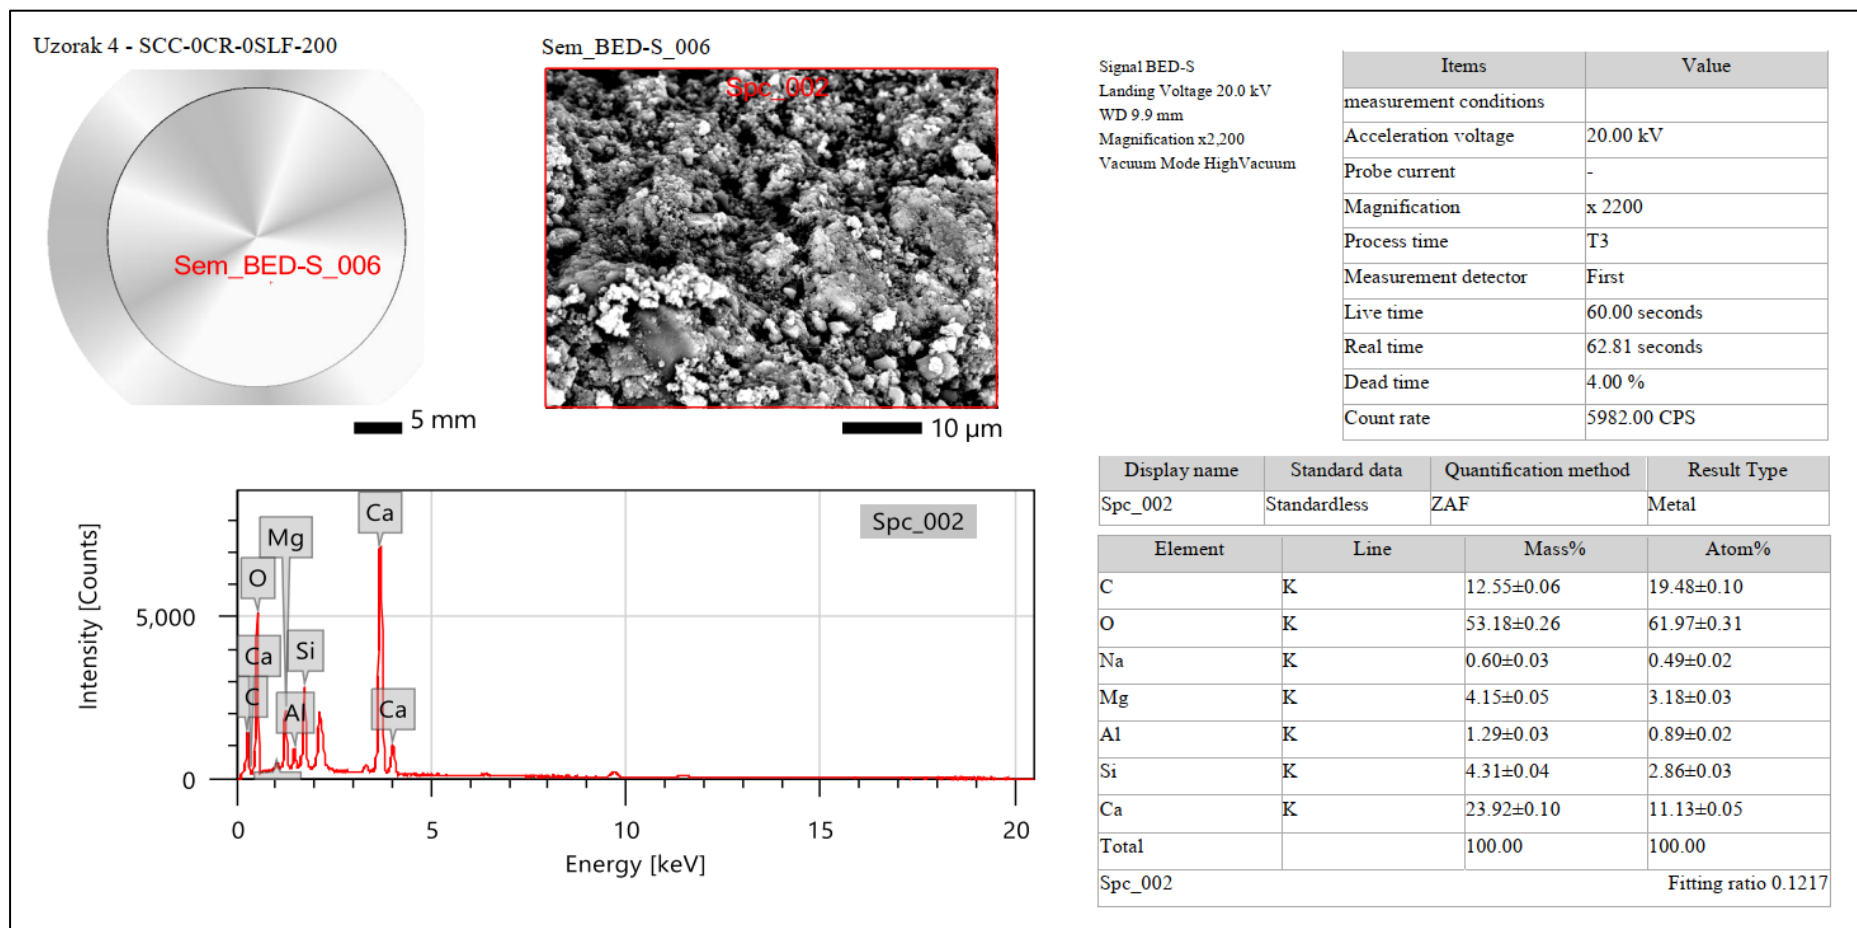 Uzorak 4 - SCC-0CR-0SLF-200
Sem_BED-S_006
Sem_BED-S_006
5 mm
Spc_002
10 µm
Signal BED-S
Landing Voltage 20.0 kV
WD 9.9 mm
Magnification x2,200
Vacuum Mode HighVacuum
Items Value
measurement conditions
Acceleration voltage 20.00 kV
Probe current -
Magnification x 2200
Process time T3
Measurement detector First
Live time 60.00 seconds
Real time 62.81 seconds
Dead time 4.00 %
Count rate 5982.00 CPS
Intensity [Counts]
5,000
0
C
Ca
O
Mg
Al
Si
Ca
Ca
Spc_002
0 5 10 15 20
Energy [keV]
Display name Standard data Quantification method Result Type
Spc_002 Standardless ZAF Metal
Element Line Mass% Atom%
C K 12.55±0.06 19.48±0.10
O K 53.18±0.26 61.97±0.31
Na K 0.60±0.03 0.49±0.02
Mg K 4.15±0.05 3.18±0.03
Al K 1.29±0.03 0.89±0.02
Si K 4.31±0.04 2.86±0.03
Ca K 23.92±0.10 11.13±0.05
Total 100.00 100.00
Spc_002 Fitting ratio 0.1217